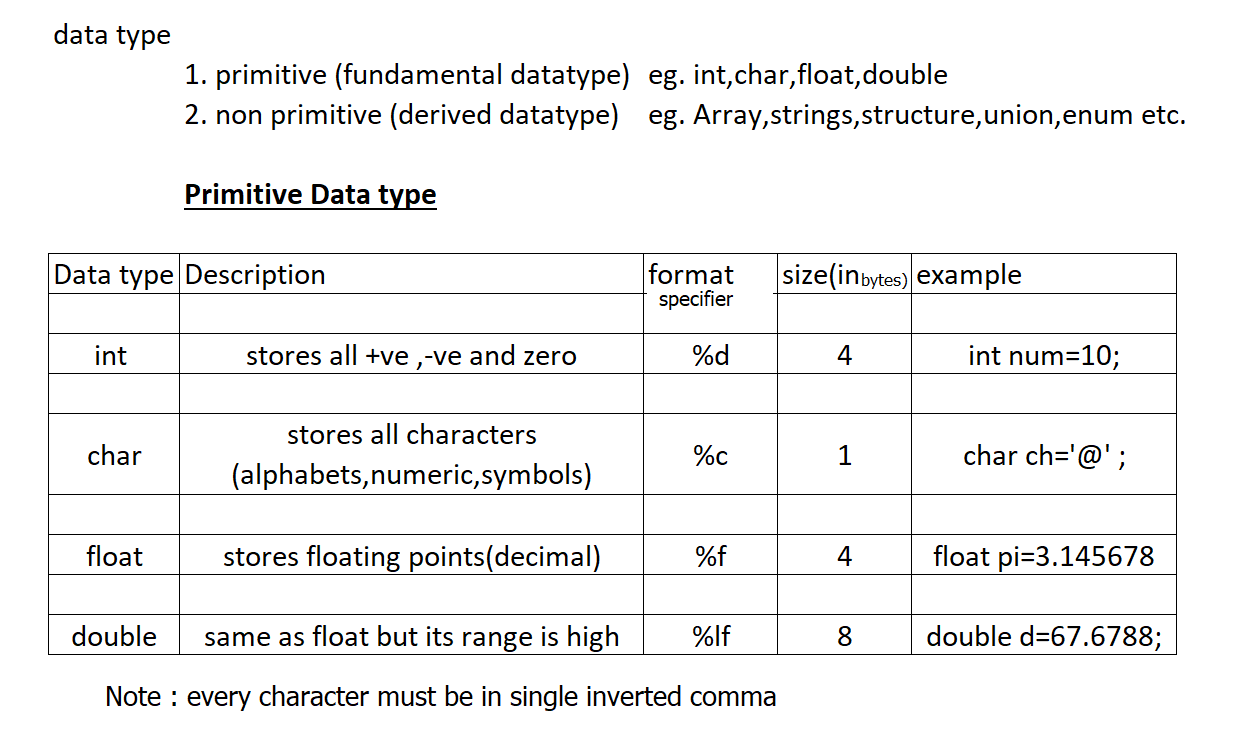 data type
1. primitive (fundamental datatype) eg. int,char,float,double
2. non primitive (derived datatype) eg. Array,strings,structure,union,enum etc.
Primitive Data type
Data type Description format specifier size(in bytes) example
int stores all +ve ,-ve and zero %d 4 int num=10;
char stores all characters (alphabets,numeric,symbols) %c 1 char ch='@' ;
float stores floating points(decimal) %f 4 float pi=3.145678
double same as float but its range is high %lf 8 double d=67.6788;
Note : every character must be in single inverted comma